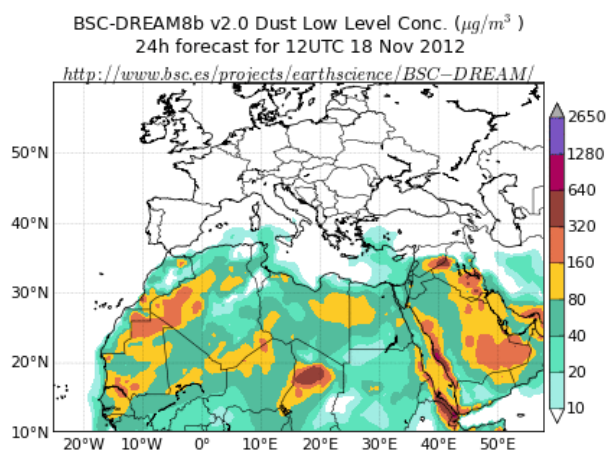 BSC-DREAM8b v2.0 Dust Low Level Conc. (μg/m³ )
24h forecast for 12UTC 18 Nov 2012
http://www.bsc.es/projects/earthscience/BSC−DREAM/
2650
1280
640
320
160
80
40
20
10
50°N
40°N
30°N
20°N
10°N
20°W 10°W 0° 10°E 20°E 30°E 40°E 50°E